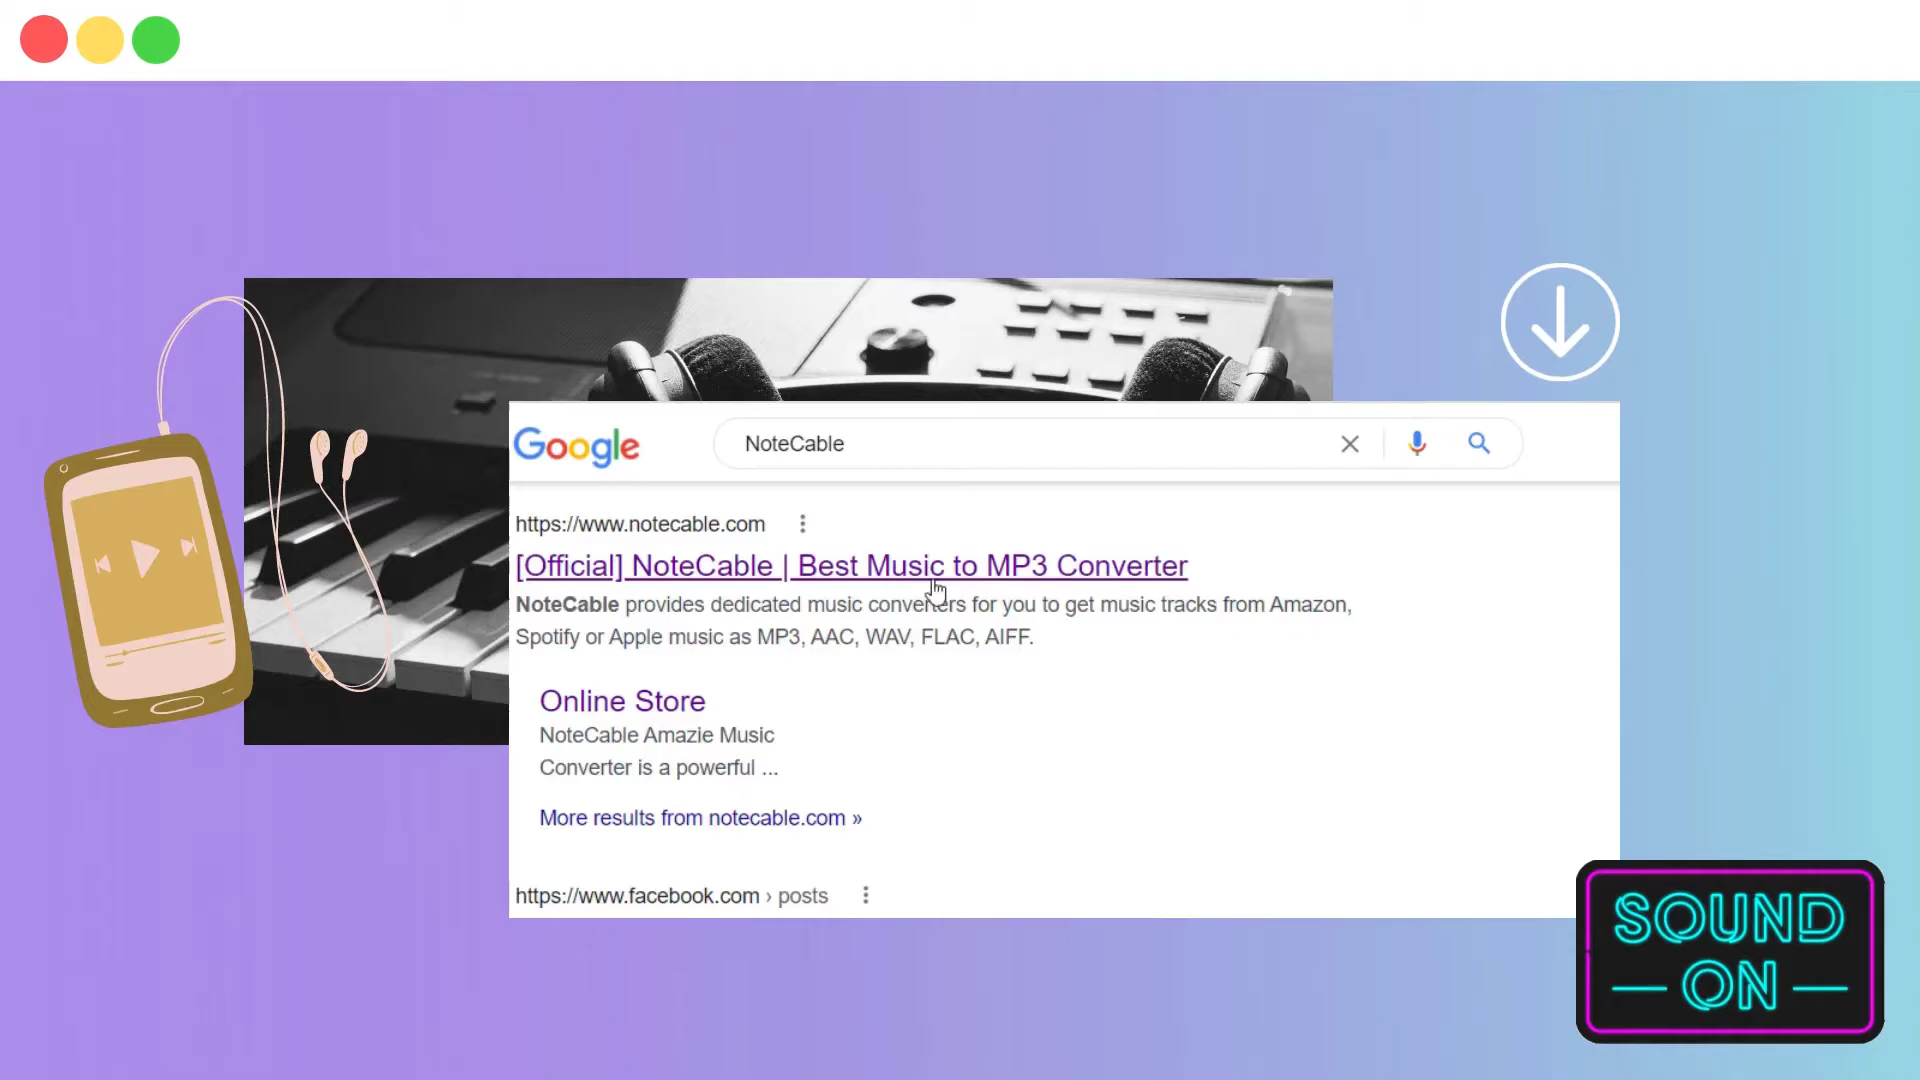 Google
NoteCable
https://www.notecable.com
[Official] NoteCable | Best Music to MP3 Converter
NoteCable provides dedicated music converters for you to get music tracks from Amazon,
Spotify or Apple music as MP3, AAC, WAV, FLAC, AIFF.
Online Store
NoteCable Amazie Music
Converter is a powerful ...
More results from notecable.com »
https://www.facebook.com › posts
SOUND
ON